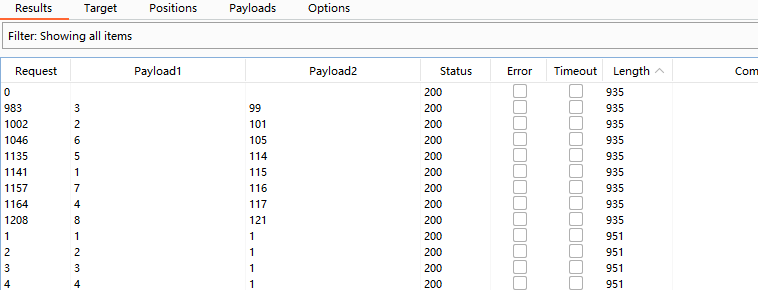 Results Target Positions Payloads Options
Filter: Showing all items
Request Payload1 Payload2 Status Error Timeout Length Com
0 200 935
983 3 99 200 935
1002 2 101 200 935
1046 6 105 200 935
1135 5 114 200 935
1141 1 115 200 935
1157 7 116 200 935
1164 4 117 200 935
1208 8 121 200 935
1 1 1 200 951
2 2 1 200 951
3 3 1 200 951
4 4 1 200 951